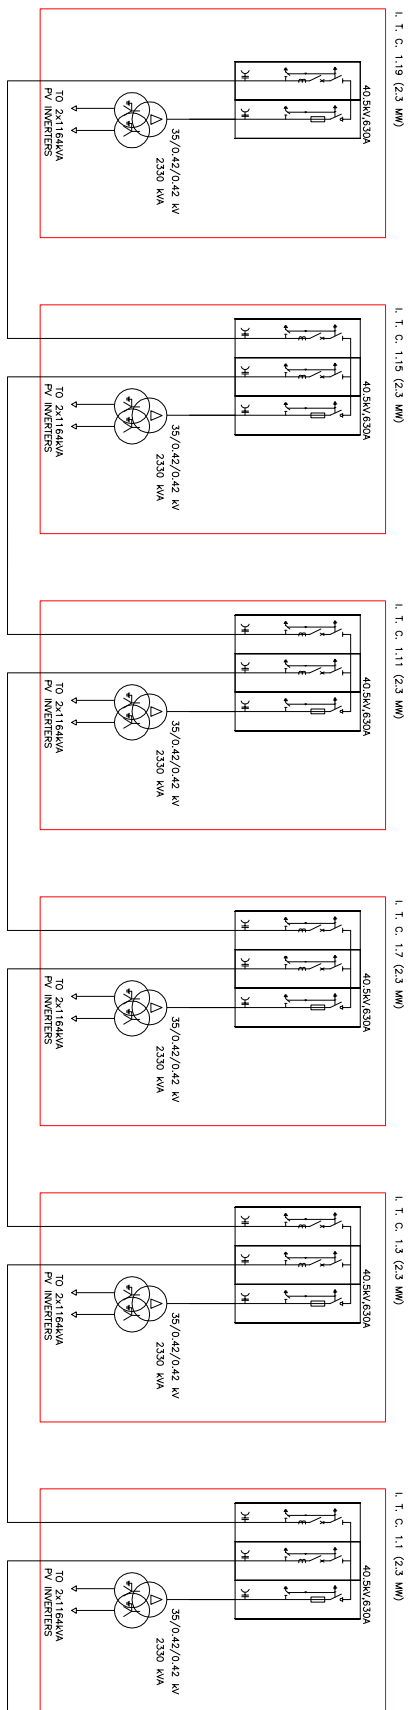 I. T. C. 1.19 (2.3 MW)
40.5kV,630A
35/0.42/0.42 kV
2330 kVA
TO 2x1164kVA
PV INVERTERS
I. T. C. 1.15 (2.3 MW)
40.5kV,630A
35/0.42/0.42 kV
2330 kVA
TO 2x1164kVA
PV INVERTERS
I. T. C. 1.11 (2.3 MW)
40.5kV,630A
35/0.42/0.42 kV
2330 kVA
TO 2x1164kVA
PV INVERTERS
I. T. C. 1.7 (2.3 MW)
40.5kV,630A
35/0.42/0.42 kV
2330 kVA
TO 2x1164kVA
PV INVERTERS
I. T. C. 1.3 (2.3 MW)
40.5kV,630A
35/0.42/0.42 kV
2330 kVA
TO 2x1164kVA
PV INVERTERS
I. T. C. 1.1 (2.3 MW)
40.5kV,630A
35/0.42/0.42 kV
2330 kVA
TO 2x1164kVA
PV INVERTERS